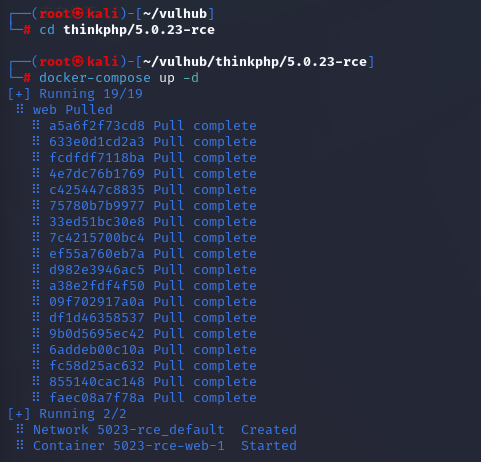 ┌──(root㉿kali)-[~/vulhub]
└─# cd thinkphp/5.0.23-rce
┌──(root㉿kali)-[~/vulhub/thinkphp/5.0.23-rce]
└─# docker-compose up -d
[+] Running 19/19
⠿ web Pulled
⠿ a5a6f2f73cd8 Pull complete
⠿ 633e0d1cd2a3 Pull complete
⠿ fcdfdf7118ba Pull complete
⠿ 4e7dc76b1769 Pull complete
⠿ c425447c8835 Pull complete
⠿ 75780b7b9977 Pull complete
⠿ 33ed51bc30e8 Pull complete
⠿ 7c4215700bc4 Pull complete
⠿ ef55a760eb7a Pull complete
⠿ d982e3946ac5 Pull complete
⠿ a38e2fdf4f50 Pull complete
⠿ 09f702917a0a Pull complete
⠿ df1d46358537 Pull complete
⠿ 9b0d5695ec42 Pull complete
⠿ 6addeb00c10a Pull complete
⠿ fc58d25ac632 Pull complete
⠿ 855140cac148 Pull complete
⠿ faec08a7f78a Pull complete
[+] Running 2/2
⠿ Network 5023-rce_default  Created
⠿ Container 5023-rce-web-1  Started